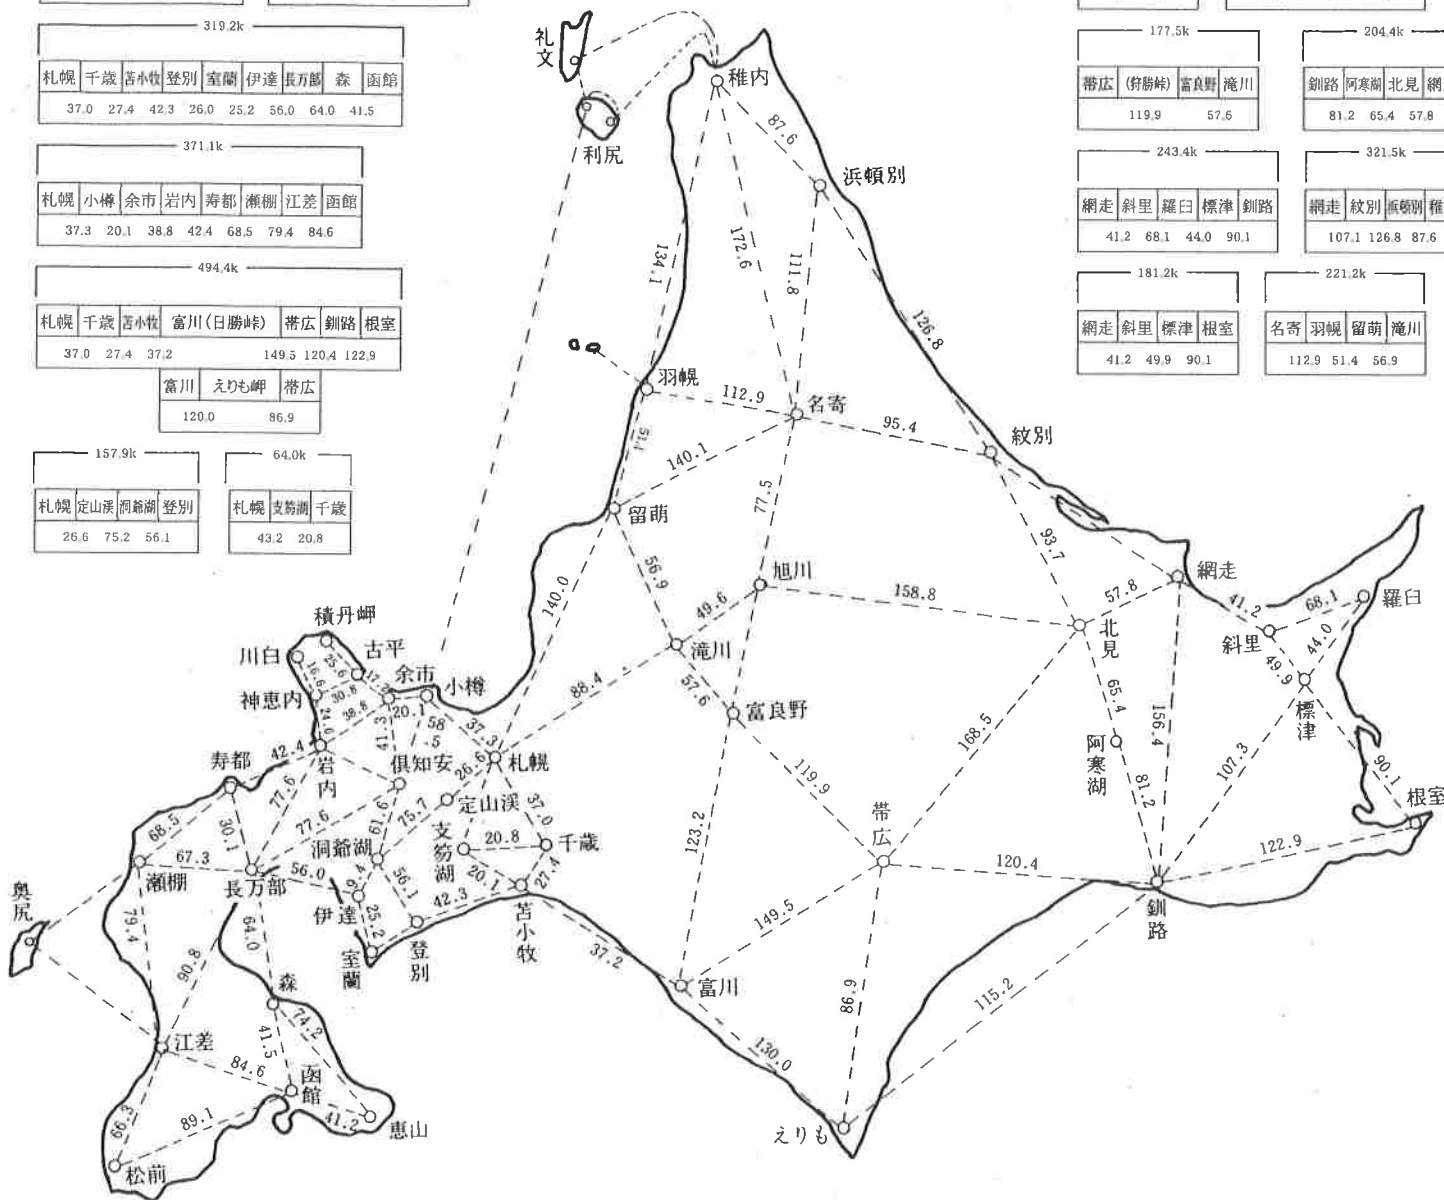 319.2k
札幌 千歳 苫小牧 登別 室蘭 伊達 長万部 森 函館
37.0 27.4 42.3 26.0 25.2 56.0 64.0 41.5
371.1k
札幌 小樽 余市 岩内 寿都 瀬棚 江差 函館
37.3 20.1 38.8 42.4 68.5 79.4 84.6
494.4k
札幌 千歳 苫小牧 富川(日勝峠) 帯広 釧路 根室
37.0 27.4 37.2 149.5 120.4 122.9
富川 えりも岬 帯広
120.0 86.9
157.9k
札幌 定山渓 洞爺湖 登別
26.6 75.2 56.1
64.0k
札幌 支笏湖 千歳
43.2 20.8
177.5k
帯広 (狩勝峠) 富良野 滝川
119.9 57.6
204.4k
釧路 阿寒湖 北見 網
81.2 65.4 57.8
243.4k
網走 斜里 羅臼 標津 釧路
41.2 68.1 44.0 90.1
321.5k
網走 紋別 浜頓別 稚
107.1 126.8 87.6
181.2k
網走 斜里 標津 根室
41.2 49.9 90.1
221.2k
名寄 羽幌 留萌 滝川
112.9 51.4 56.9
礼文
利尻
稚内
87.6
浜頓別
134.1
172.6
111.8
126.8
羽幌
112.9
名寄
95.4
紋別
140.1
77.5
留萌
93.7
56.9
旭川
網走
140.0
49.6
158.8
57.8
41.2
68.1
羅臼
斜里
北見
44.0
49.9
標津
滝川
88.4
57.6
富良野
65.4
156.4
168.5
阿寒湖
107.3
90.1
81.2
根室
122.9
119.9
帯広
123.2
120.4
釧路
149.5
86.9
115.2
積丹岬
川白
古平
25.6
16.6
余市
小樽
神恵内
30.8
17.2
24.0
38.8
20.1
41.3
58.5
37.3
寿都
42.4
岩内
倶知安
26.6
札幌
77.6
定山渓
68.5
30.1
77.6
61.6
75.7
37.0
支笏湖
20.8
千歳
67.3
洞爺湖
瀬棚
長万部
56.0
9.4
56.1
20.1
27.4
42.3
奥尻
79.4
伊達
25.2
苫小牧
室蘭
登別
37.2
富川
64.0
90.8
森
74.2
130.0
江差
41.5
84.6
函館
えりも
66.3
89.1
41.2
恵山
松前